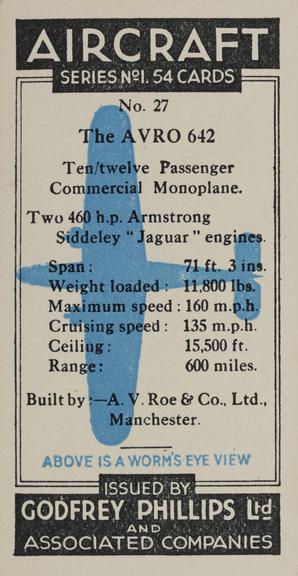 AIRCRAFT
SERIES Nº1. 54 CARDS
No. 27
The AVRO 642
Ten/twelve Passenger
Commercial Monoplane.
Two 460 h.p. Armstrong
Siddeley "Jaguar" engines.
Span: 71 ft. 3 ins.
Weight loaded: 11,800 lbs.
Maximum speed: 160 m.p.h.
Cruising speed: 135 m.p.h.
Ceiling: 15,500 ft.
Range: 600 miles.
Built by:—A. V. Roe & Co., Ltd.,
Manchester.
ABOVE IS A WORM'S EYE VIEW
ISSUED BY
GODFREY PHILLIPS Ltd
AND
ASSOCIATED COMPANIES